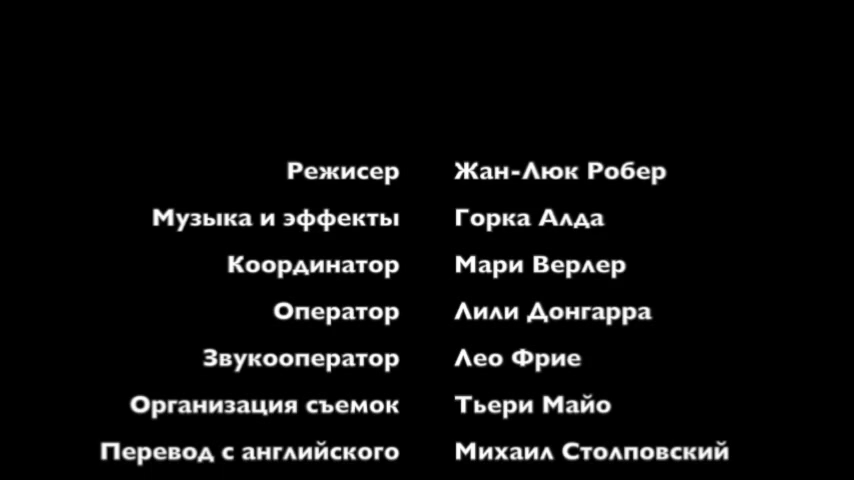 Режисер Жан-Люк Робер
Музыка и эффекты Горка Алда
Координатор Мари Верлер
Оператор Лили Донгарра
Звукооператор Лео Фрие
Организация съемок Тьери Майо
Перевод с английского Михаил Столповский